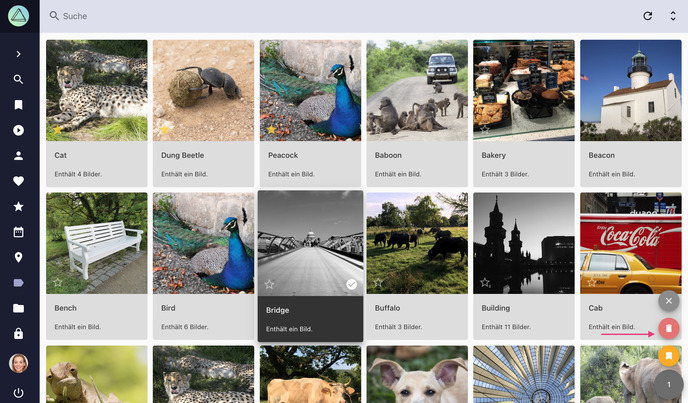 Suche
Cat
Enthält 4 Bilder.
Dung Beetle
Enthält ein Bild.
Peacock
Enthält ein Bild.
Baboon
Enthält ein Bild.
Bakery
Enthält 3 Bilder.
Beacon
Enthält ein Bild.
Coca-Cola
Bench
Enthält ein Bild.
Bird
Enthält 6 Bilder.
Bridge
Enthält ein Bild.
Buffalo
Enthält 3 Bilder.
Building
Enthält 11 Bilder.
Cab
Enthält ein Bild.
1